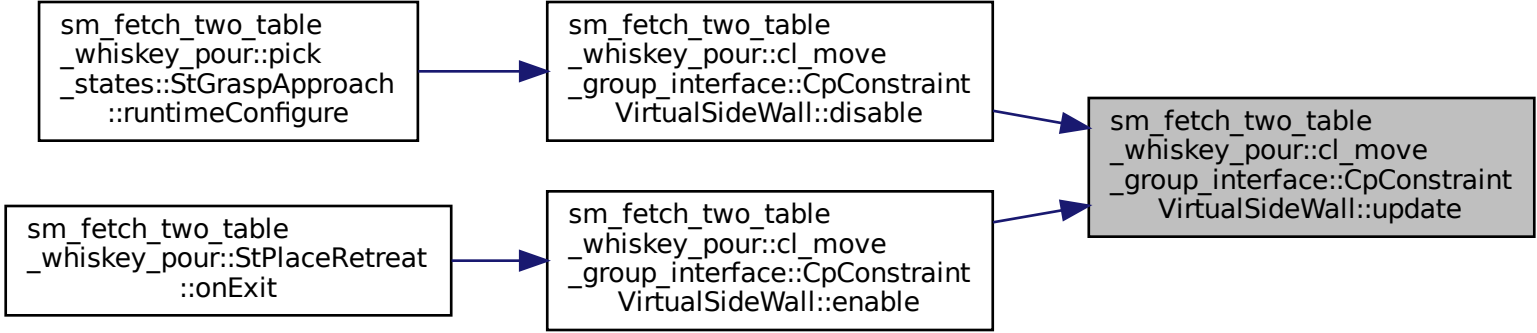 sm_fetch_two_table
_whiskey_pour::pick
_states::StGraspApproach
::runtimeConfigure
sm_fetch_two_table
_whiskey_pour::cl_move
_group_interface::CpConstraint
VirtualSideWall::disable
sm_fetch_two_table
_whiskey_pour::cl_move
_group_interface::CpConstraint
VirtualSideWall::update
sm_fetch_two_table
_whiskey_pour::StPlaceRetreat
::onExit
sm_fetch_two_table
_whiskey_pour::cl_move
_group_interface::CpConstraint
VirtualSideWall::enable